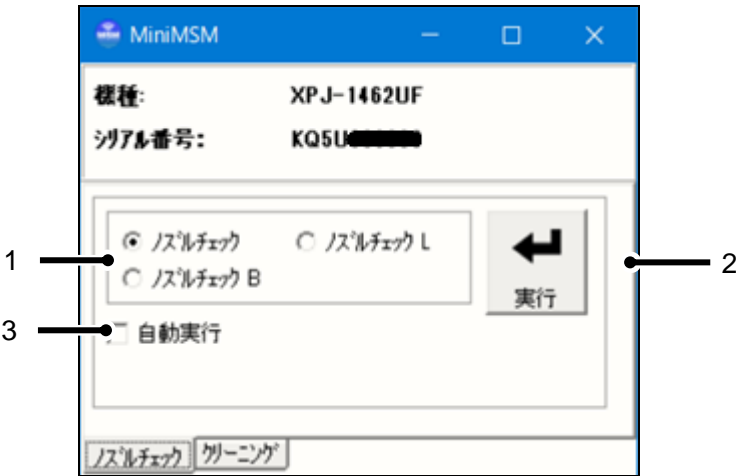 MiniMSM
機種: XPJ-1462UF
シリアル番号: KQ5U
1
ノズルチェック ノズルチェック L
ノズルチェック B
実行
2
3
自動実行
ノズルチェック クリーニング